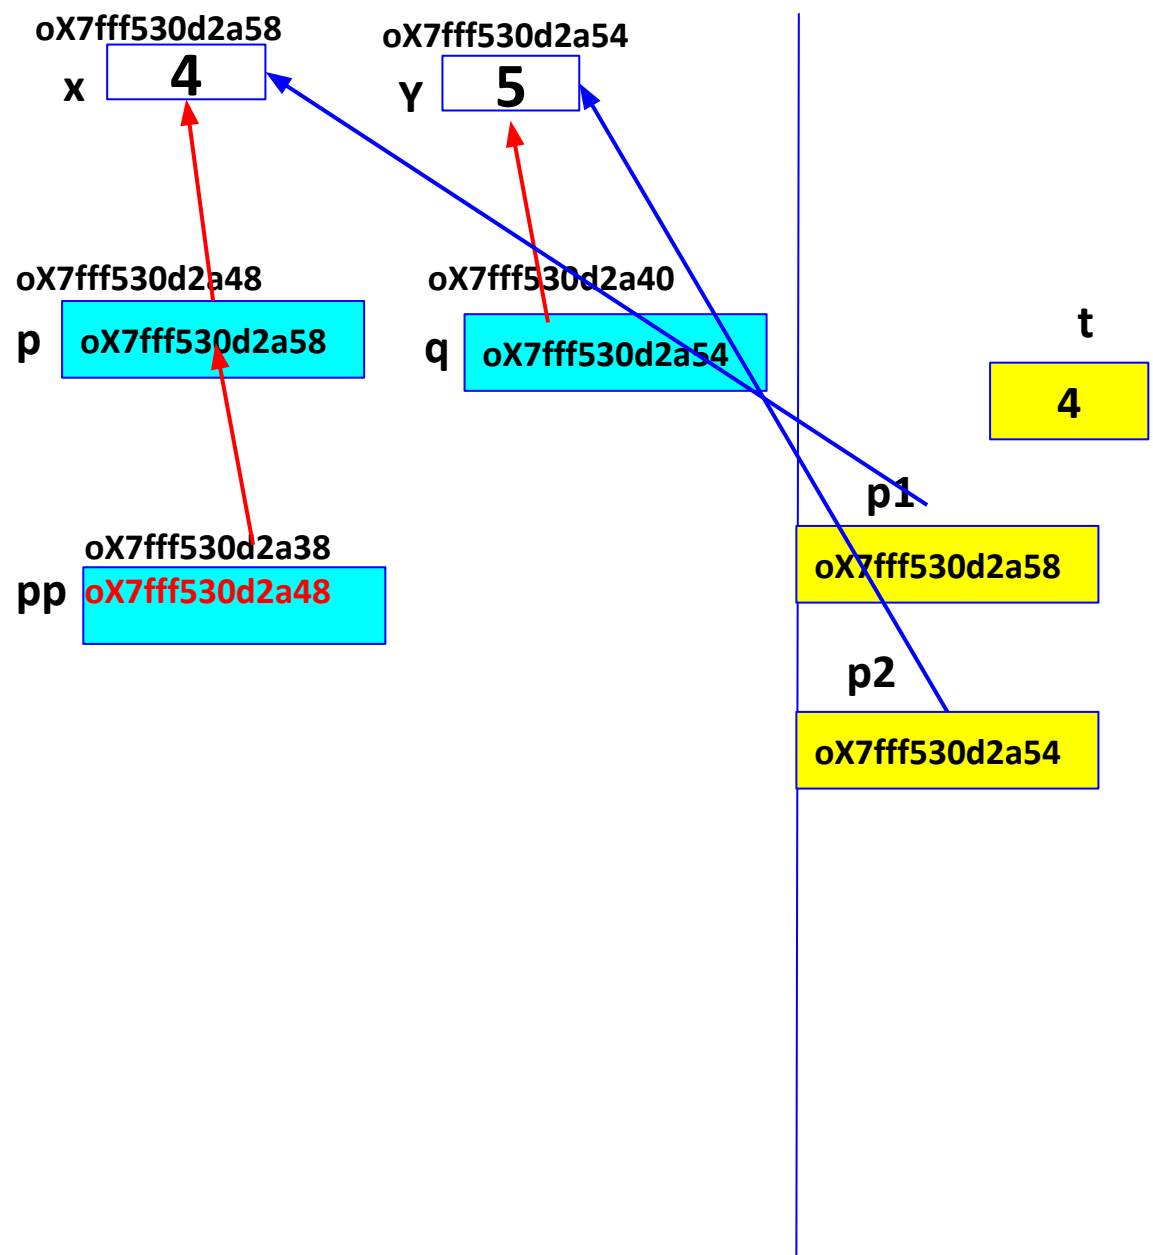 oX7fff530d2a58
x 4
oX7fff530d2a54
Y 5
oX7fff530d2a48
p oX7fff530d2a58
oX7fff530d2a40
q oX7fff530d2a54
t
4
p1
oX7fff530d2a58
oX7fff530d2a38
pp oX7fff530d2a48
p2
oX7fff530d2a54